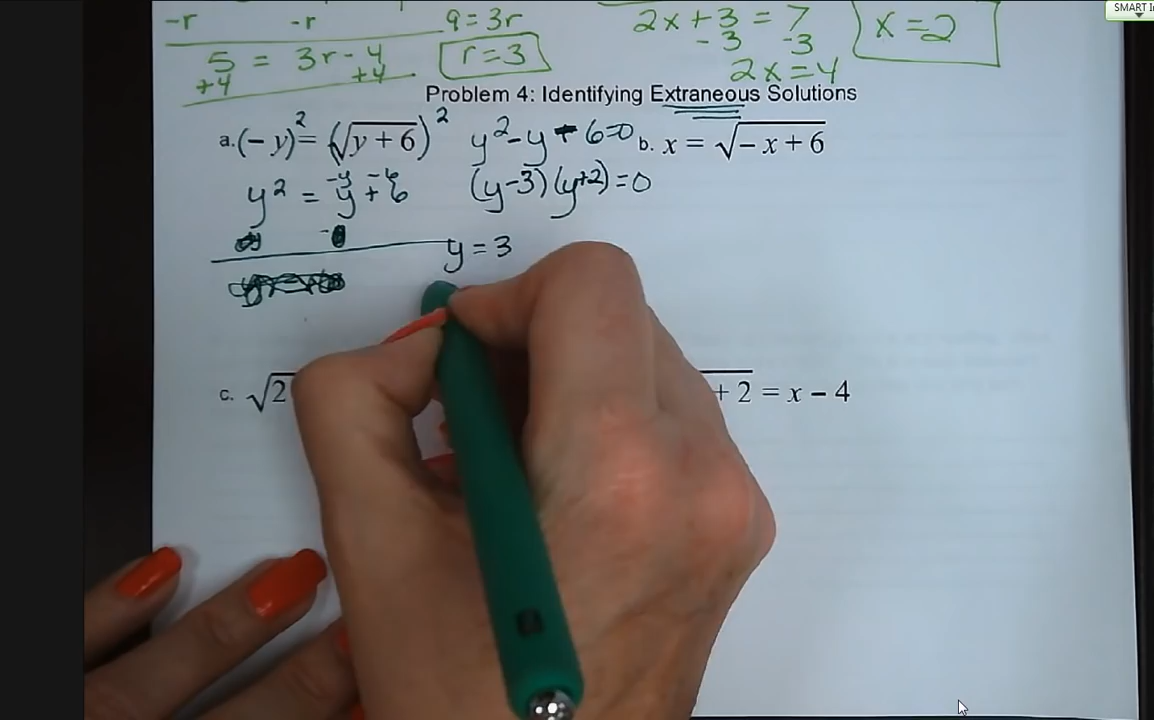 SMART
-r -r 9=3r
5 = 3r-4
+4 +4
r=3
2x+3=7
-3 -3
2x=4
x=2
Problem 4: Identifying Extraneous Solutions
a. (-y)² = (√y+6)²
y² = y+6
-y -6
y²-y-6=0
(y-3)(y+2)=0
y=3
b. x = √-x+6
c. √2
+2 = x-4